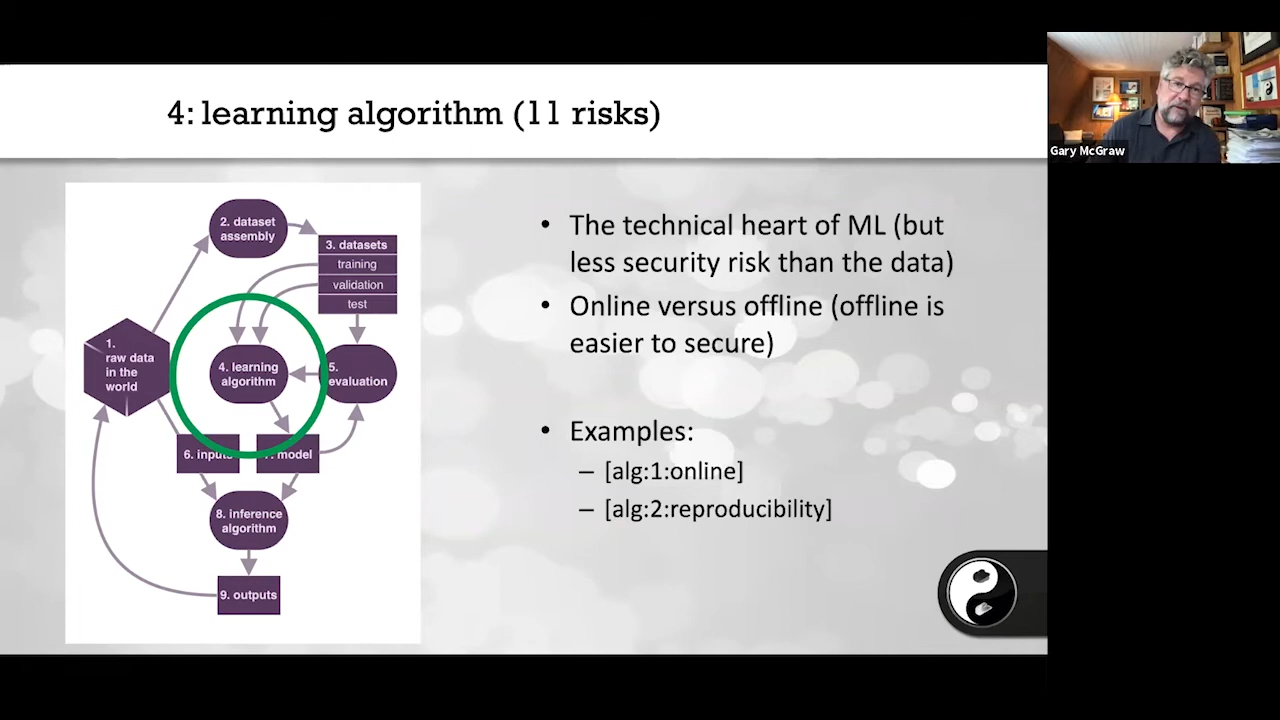 4: learning algorithm (11 risks)
Gary McGraw
2. dataset
assembly
3. datasets
training
validation
test
1.
raw data
in the
world
4. learning
algorithm
5.
evaluation
6. inputs
7. model
8. inference
algorithm
9. outputs
• The technical heart of ML (but
less security risk than the data)
• Online versus offline (offline is
easier to secure)
• Examples:
– [alg:1:online]
– [alg:2:reproducibility]